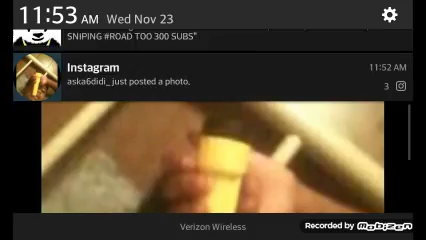 11:53 AM Wed Nov 23
SNIPING #ROAD TOO 300 SUBS"
Instagram 11:52 AM
aska6didi_ just posted a photo.
3
Verizon Wireless
Recorded by Mobizen